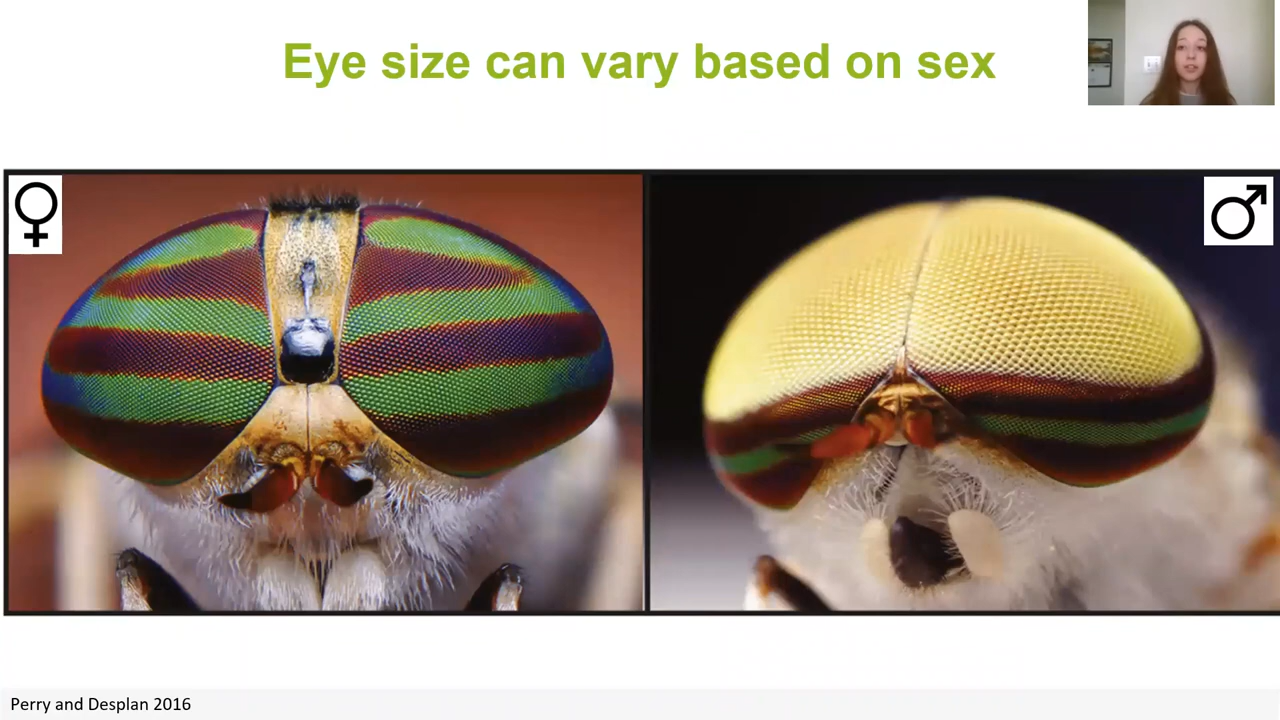 Eye size can vary based on sex
♀
♂
Perry and Desplan 2016